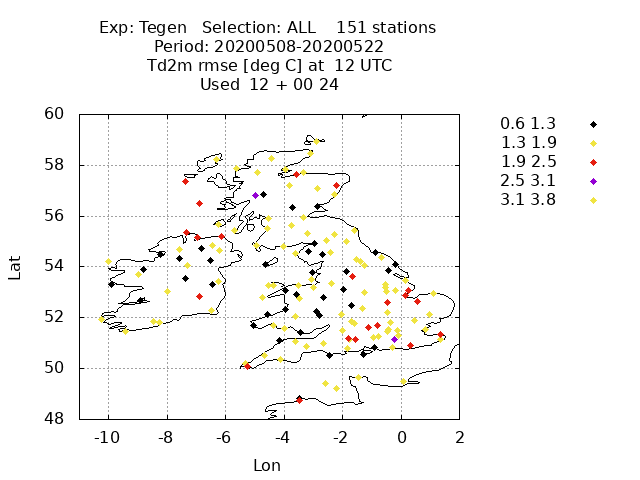 Exp: Tegen   Selection: ALL    151 stations
Period: 20200508-20200522
Td2m rmse [deg C] at  12 UTC
Used  12 + 00 24
0.6 1.3
1.3 1.9
1.9 2.5
2.5 3.1
3.1 3.8
60
58
56
54
52
50
48
Lat
-10 -8 -6 -4 -2 0 2
Lon